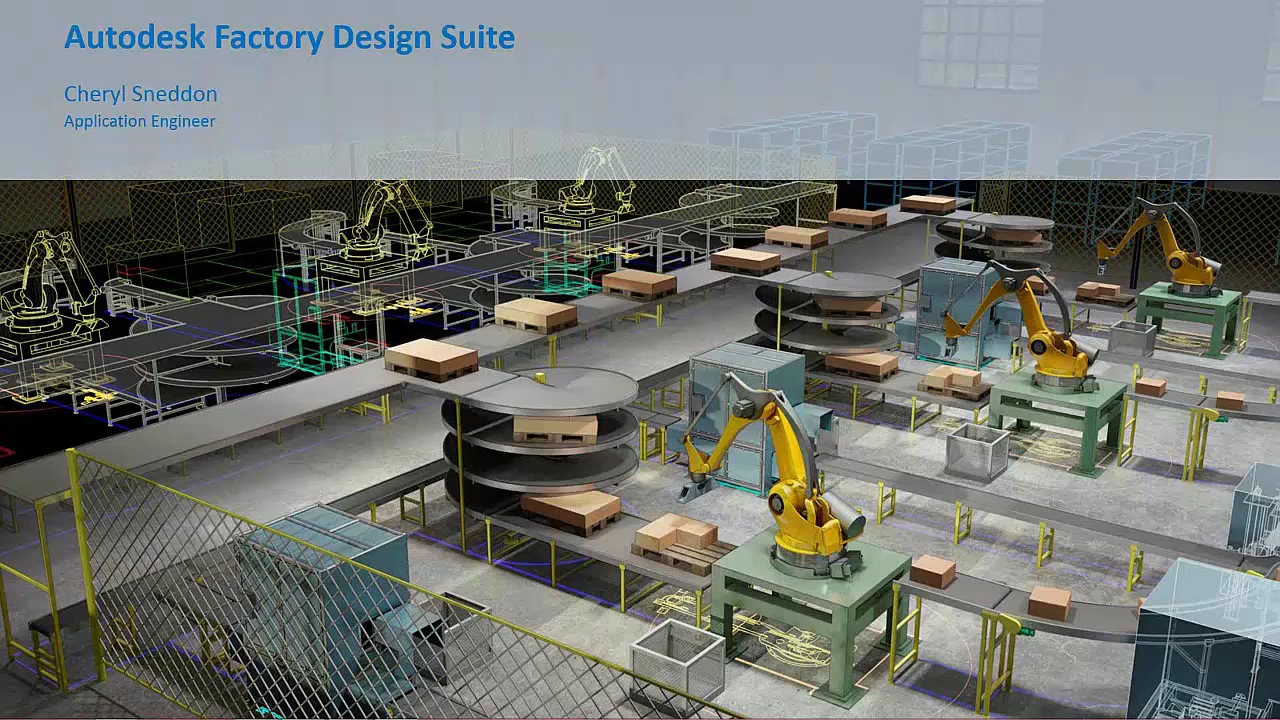 Autodesk Factory Design Suite
Cheryl Sneddon
Application Engineer